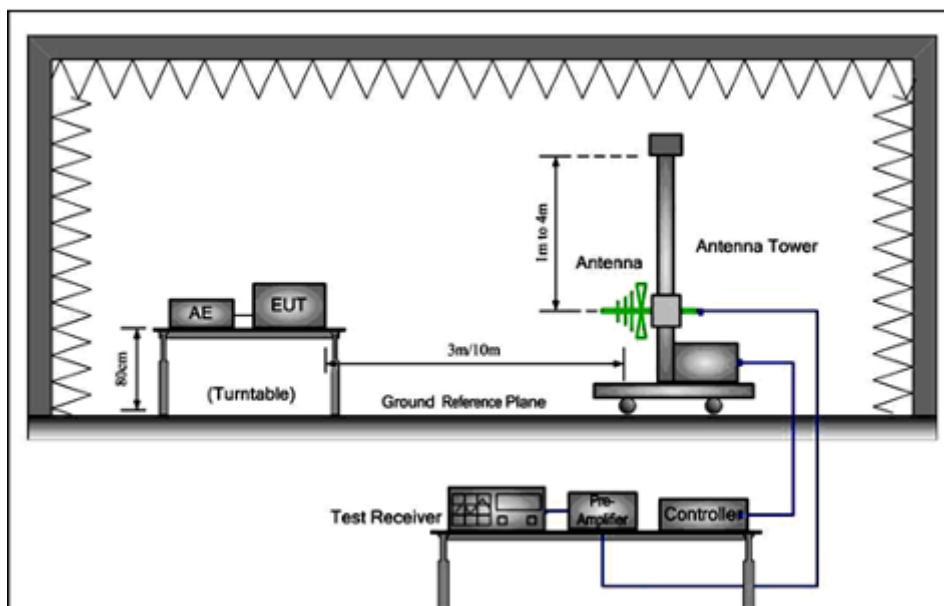 1m to 4m
Antenna
Antenna Tower
AE
EUT
80cm
3m/10m
(Turntable)
Ground Reference Plane
Test Receiver
Pre-
Amplifier
Controller